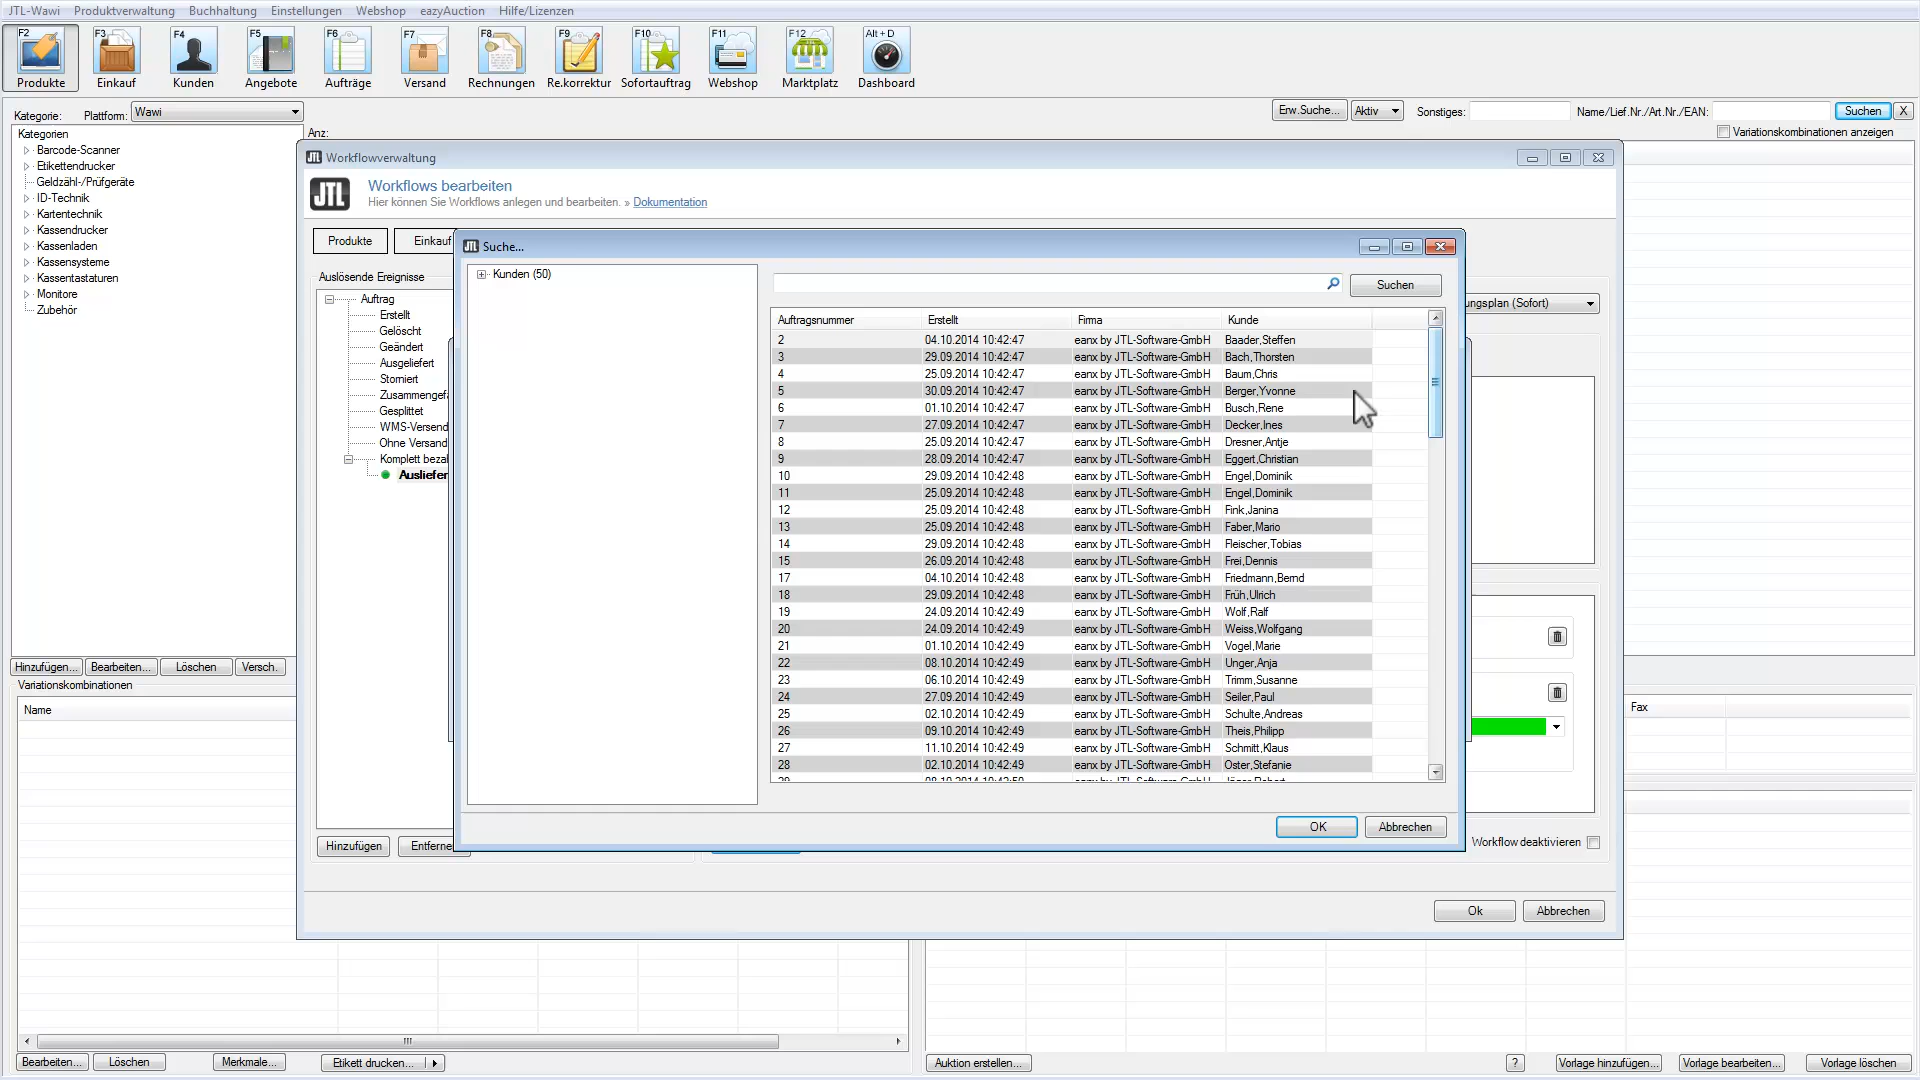 JTL-Wawi Produktverwaltung Buchhaltung Einstellungen Webshop eazyAuction Hilfe/Lizenzen
F2 F3 F4 F5 F6 F7 F8 F9 F10 F11 F12 Alt + D
Produkte Einkauf Kunden Angebote Aufträge Versand Rechnungen Re.korrektur Sofortauftrag Webshop Marktplatz Dashboard
Kategorie: Plattform: Wawi Erw.Suche... Aktiv Sonstiges: Name/Lief.Nr./Art.Nr./EAN: Suchen X
Kategorien Anz: Variationskombinationen anzeigen
Barcode-Scanner
Etikettendrucker
Geldzähl-/Prüfgeräte
ID-Technik
Kartentechnik
Kassendrucker
Kassenladen
Kassensysteme
Kassentastaturen
Monitore
Zubehör
Hinzufügen... Bearbeiten... Löschen Versch.
Variationskombinationen
Name
Fax
Workflowverwaltung
JTL Workflows bearbeiten
Hier können Sie Workflows anlegen und bearbeiten. » Dokumentation
Produkte Einkauf
Auslösende Ereignisse
Auftrag
Erstellt
Gelöscht
Geändert
Ausgeliefert
Storniert
Zusammengefa
Gesplittet
WMS-Versend
Ohne Versand
Komplett bezal
Ausliefer
ungsplan (Sofort)
Hinzufügen Entferne
Workflow deaktivieren
Ok Abbrechen
Suche...
Kunden (50)
Suchen
Auftragsnummer Erstellt Firma Kunde
2 04.10.2014 10:42:47 eanx by JTL-Software-GmbH Baader,Steffen
3 29.09.2014 10:42:47 eanx by JTL-Software-GmbH Bach,Thorsten
4 25.09.2014 10:42:47 eanx by JTL-Software-GmbH Baum,Chris
5 30.09.2014 10:42:47 eanx by JTL-Software-GmbH Berger,Yvonne
6 01.10.2014 10:42:47 eanx by JTL-Software-GmbH Busch,Rene
7 27.09.2014 10:42:47 eanx by JTL-Software-GmbH Decker,Ines
8 25.09.2014 10:42:47 eanx by JTL-Software-GmbH Dresner,Antje
9 28.09.2014 10:42:47 eanx by JTL-Software-GmbH Eggert,Christian
10 29.09.2014 10:42:48 eanx by JTL-Software-GmbH Engel,Dominik
11 25.09.2014 10:42:48 eanx by JTL-Software-GmbH Engel,Dominik
12 25.09.2014 10:42:48 eanx by JTL-Software-GmbH Fink,Janina
13 25.09.2014 10:42:48 eanx by JTL-Software-GmbH Faber,Mario
14 29.09.2014 10:42:48 eanx by JTL-Software-GmbH Fleischer,Tobias
15 26.09.2014 10:42:48 eanx by JTL-Software-GmbH Frei,Dennis
17 04.10.2014 10:42:48 eanx by JTL-Software-GmbH Friedmann,Bernd
18 29.09.2014 10:42:48 eanx by JTL-Software-GmbH Früh,Ulrich
19 24.09.2014 10:42:49 eanx by JTL-Software-GmbH Wolf,Ralf
20 24.09.2014 10:42:49 eanx by JTL-Software-GmbH Weiss,Wolfgang
21 01.10.2014 10:42:49 eanx by JTL-Software-GmbH Vogel,Marie
22 08.10.2014 10:42:49 eanx by JTL-Software-GmbH Unger,Anja
23 06.10.2014 10:42:49 eanx by JTL-Software-GmbH Trimm,Susanne
24 27.09.2014 10:42:49 eanx by JTL-Software-GmbH Seiler,Paul
25 02.10.2014 10:42:49 eanx by JTL-Software-GmbH Schulte,Andreas
26 09.10.2014 10:42:49 eanx by JTL-Software-GmbH Theis,Philipp
27 11.10.2014 10:42:49 eanx by JTL-Software-GmbH Schmitt,Klaus
28 02.10.2014 10:42:49 eanx by JTL-Software-GmbH Oster,Stefanie
OK Abbrechen
Bearbeiten... Löschen Merkmale... Etikett drucken... Auktion erstellen... ? Vorlage hinzufügen... Vorlage bearbeiten... Vorlage löschen